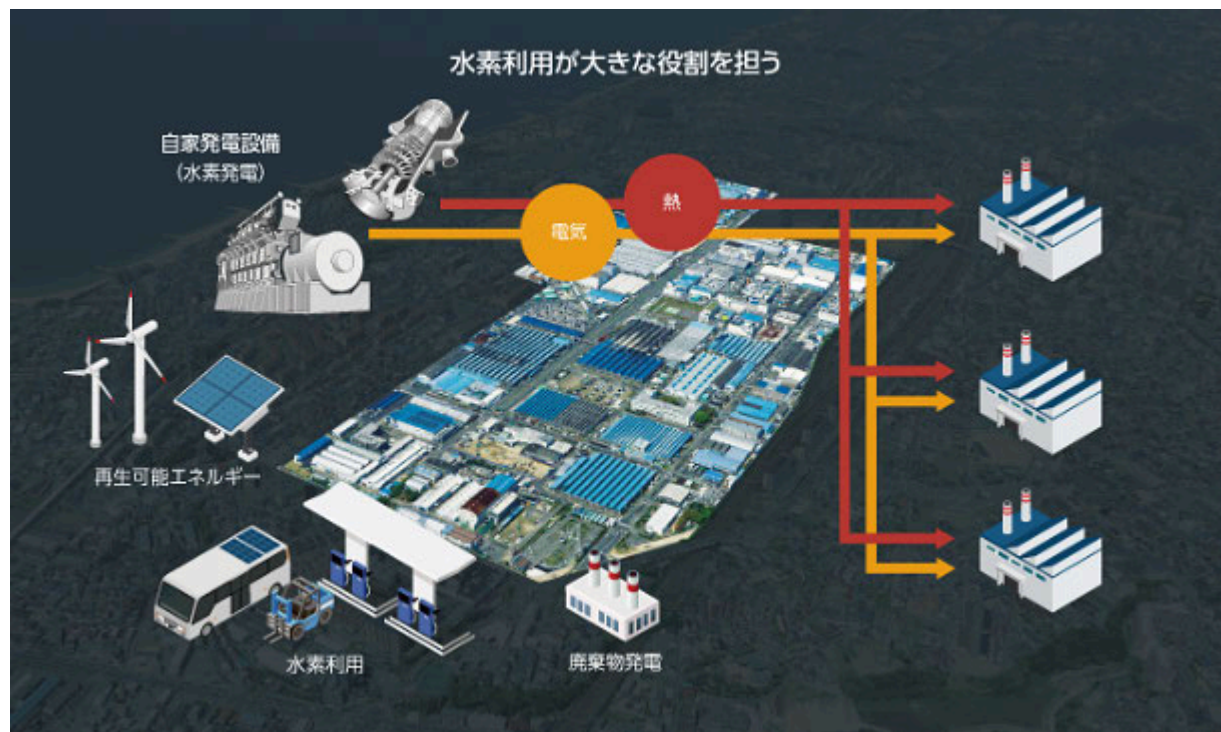 水素利用が大きな役割を担う
自家発電設備
(水素発電)
熱
電気
再生可能エネルギー
水素利用
廃棄物発電